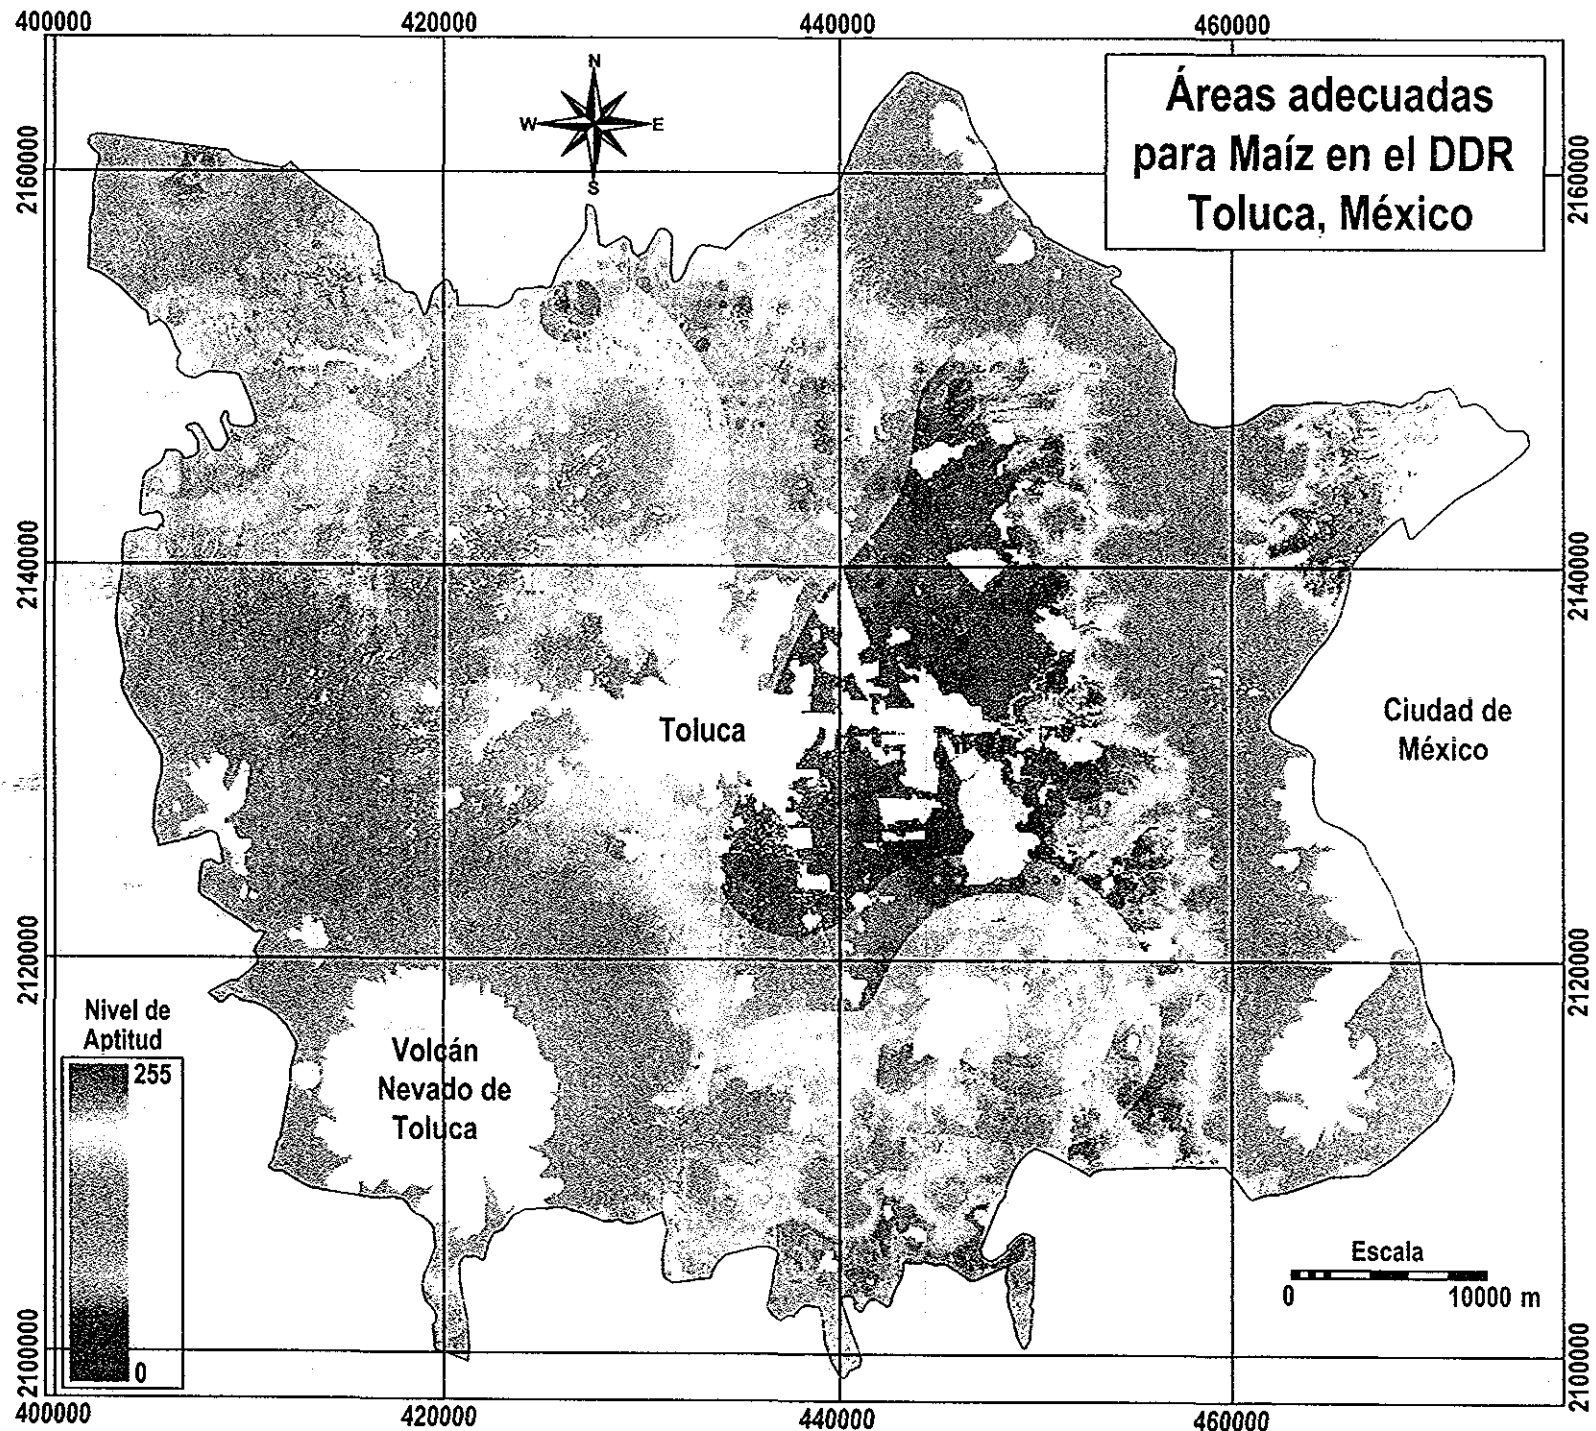 400000
420000
440000
460000
N
W
E
S
Áreas adecuadas
para Maíz en el DDR
Toluca, México
2160000
2160000
2140000
2140000
Toluca
Ciudad de
México
2120000
2120000
Nivel de
Aptitud
255
0
Volcán
Nevado de
Toluca
Escala
0
10000 m
2100000
2100000
400000
420000
440000
460000